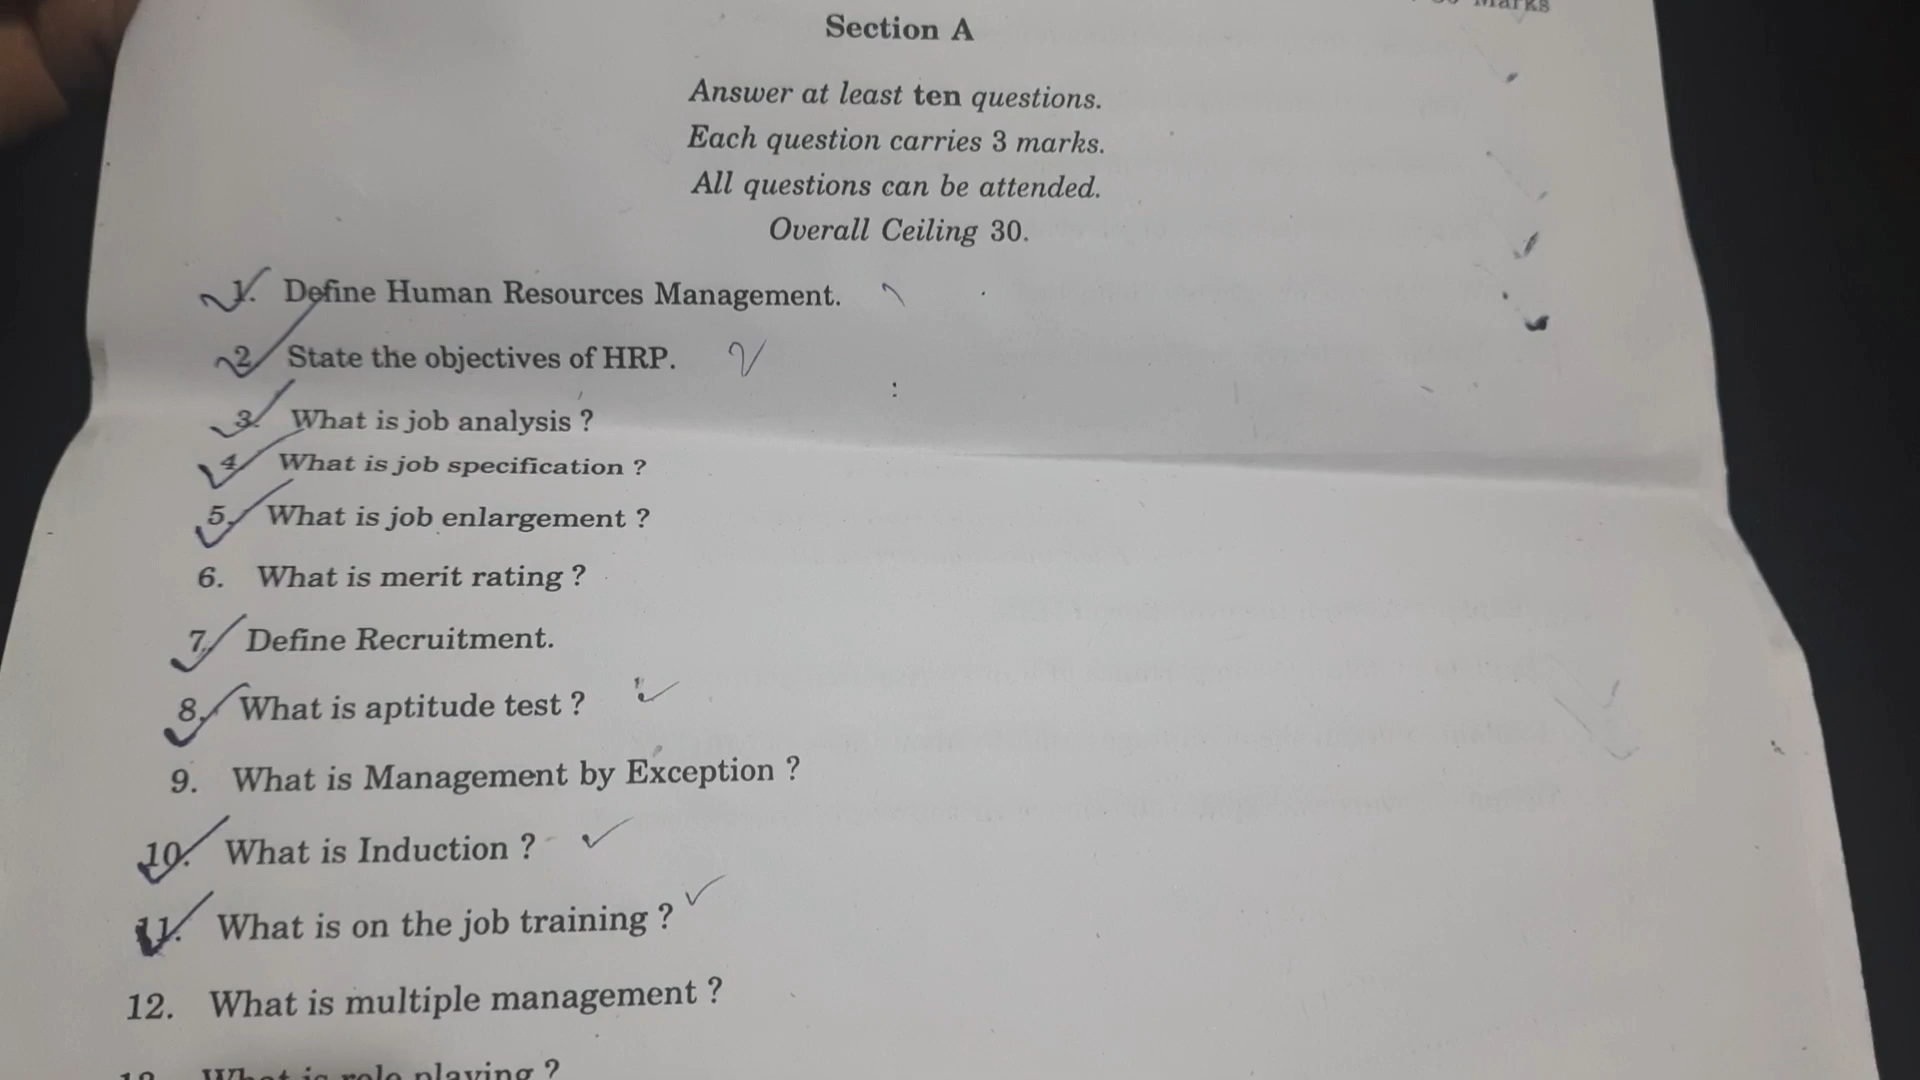 Marks
Section A
Answer at least ten questions.
Each question carries 3 marks.
All questions can be attended.
Overall Ceiling 30.
1. Define Human Resources Management.
2. State the objectives of HRP.
3. What is job analysis ?
4. What is job specification ?
5. What is job enlargement ?
6. What is merit rating ?
7. Define Recruitment.
8. What is aptitude test ?
9. What is Management by Exception ?
10. What is Induction ?
11. What is on the job training ?
12. What is multiple management ?
What is role playing ?